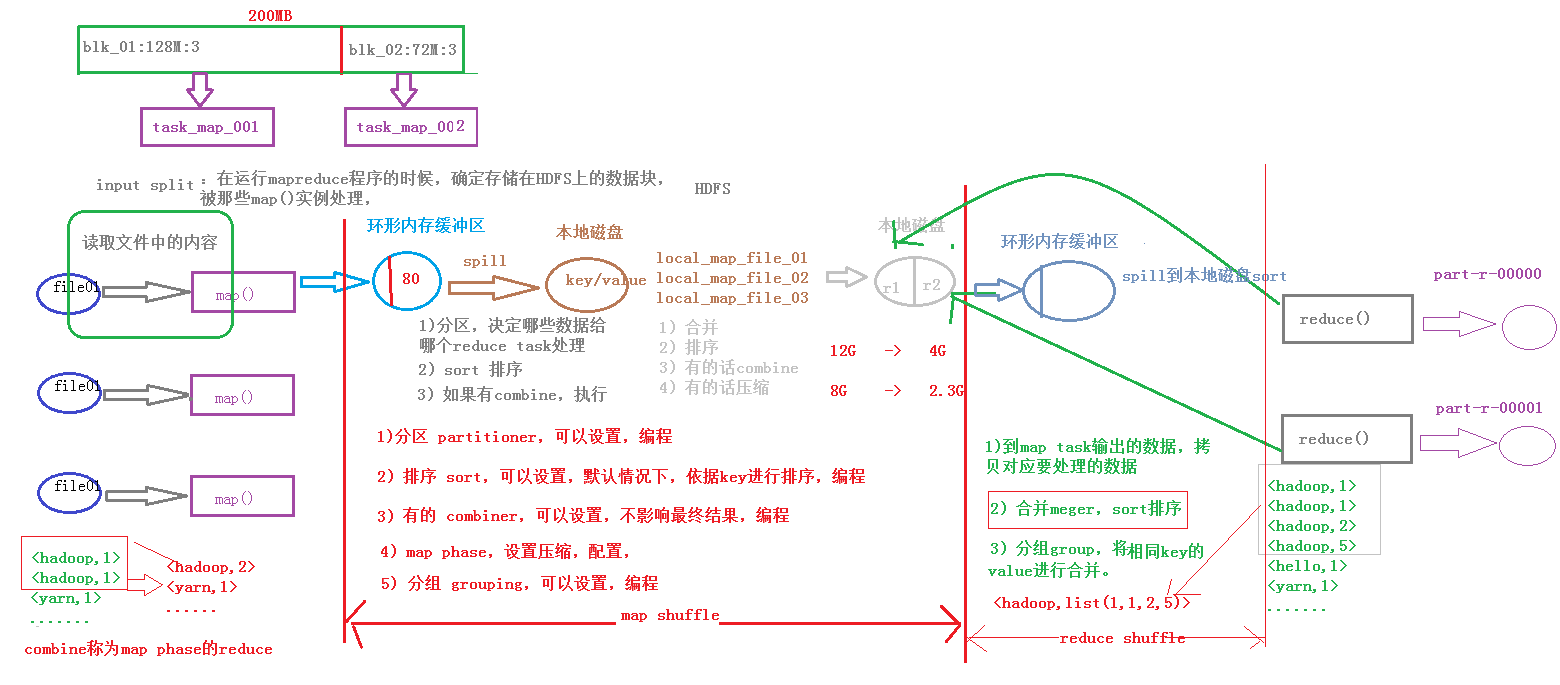 200MB
blk_01:128M:3
blk_02:72M:3
task_map_001
task_map_002
input split
：在运行mapreduce程序的时候，确定存储在HDFS上的数据块，
被那些map()实例处理，
HDFS
读取文件中的内容
file01
map()
file01
map()
file01
map()
环形内存缓冲区
80
spill
本地磁盘
key/value
local_map_file_01
local_map_file_02
local_map_file_03
本地磁盘
r1
r2
环形内存缓冲区
spill到本地磁盘sort
reduce()
part-r-00000
reduce()
part-r-00001
1)分区，决定哪些数据给
哪个reduce task处理
2）sort 排序
3）如果有combine，执行
1）合并
2）排序
3）有的话combine
4）有的话压缩
12G -> 4G
8G -> 2.3G
1)分区 partitioner，可以设置，编程
2）排序 sort，可以设置，默认情况下，依据key进行排序，编程
3）有的 combiner，可以设置，不影响最终结果，编程
4）map phase，设置压缩，配置，
5）分组 grouping，可以设置，编程
1)到map task输出的数据，拷
贝对应要处理的数据
2）合并meger，sort排序
3）分组group，将相同key的
value进行合并。
<hadoop,list(1,1,2,5)>
<hadoop,1>
<hadoop,1>
<hadoop,2>
<hadoop,5>
<hello,1>
<yarn,1>
-------
<hadoop,1>
<hadoop,1>
<yarn,1>
-------
<hadoop,2>
<yarn,1>
------
combine称为map phase的reduce
map shuffle
reduce shuffle